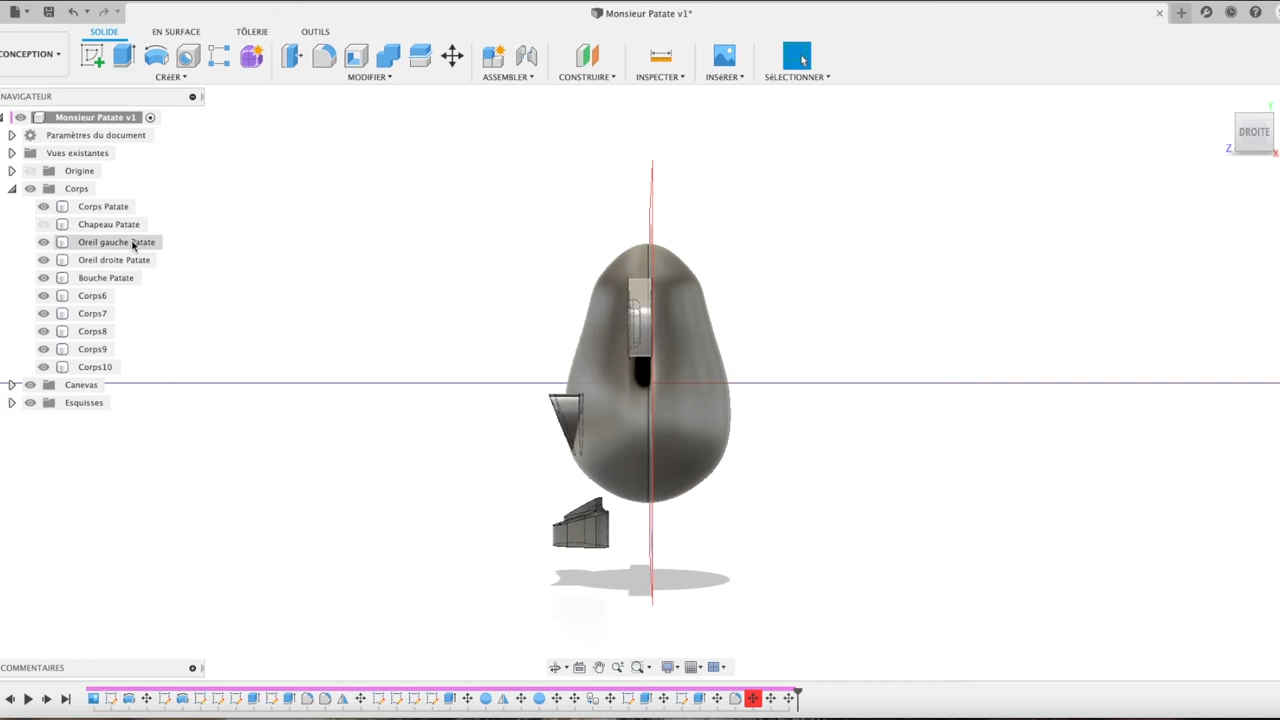 Monsieur Patate v1*
SOLIDE EN SURFACE TÔLERIE OUTILS
CONCEPTION
CRÉER MODIFIER ASSEMBLER CONSTRUIRE INSPECTER INSÉRER SÉLECTIONNER
NAVIGATEUR
Monsieur Patate v1
Paramètres du document
Vues existantes
Origine
Corps
Corps Patate
Chapeau Patate
Oreil gauche Patate
Oreil droite Patate
Bouche Patate
Corps6
Corps7
Corps8
Corps9
Corps10
Canevas
Esquisses
Y
DROITE
Z
X
COMMENTAIRES